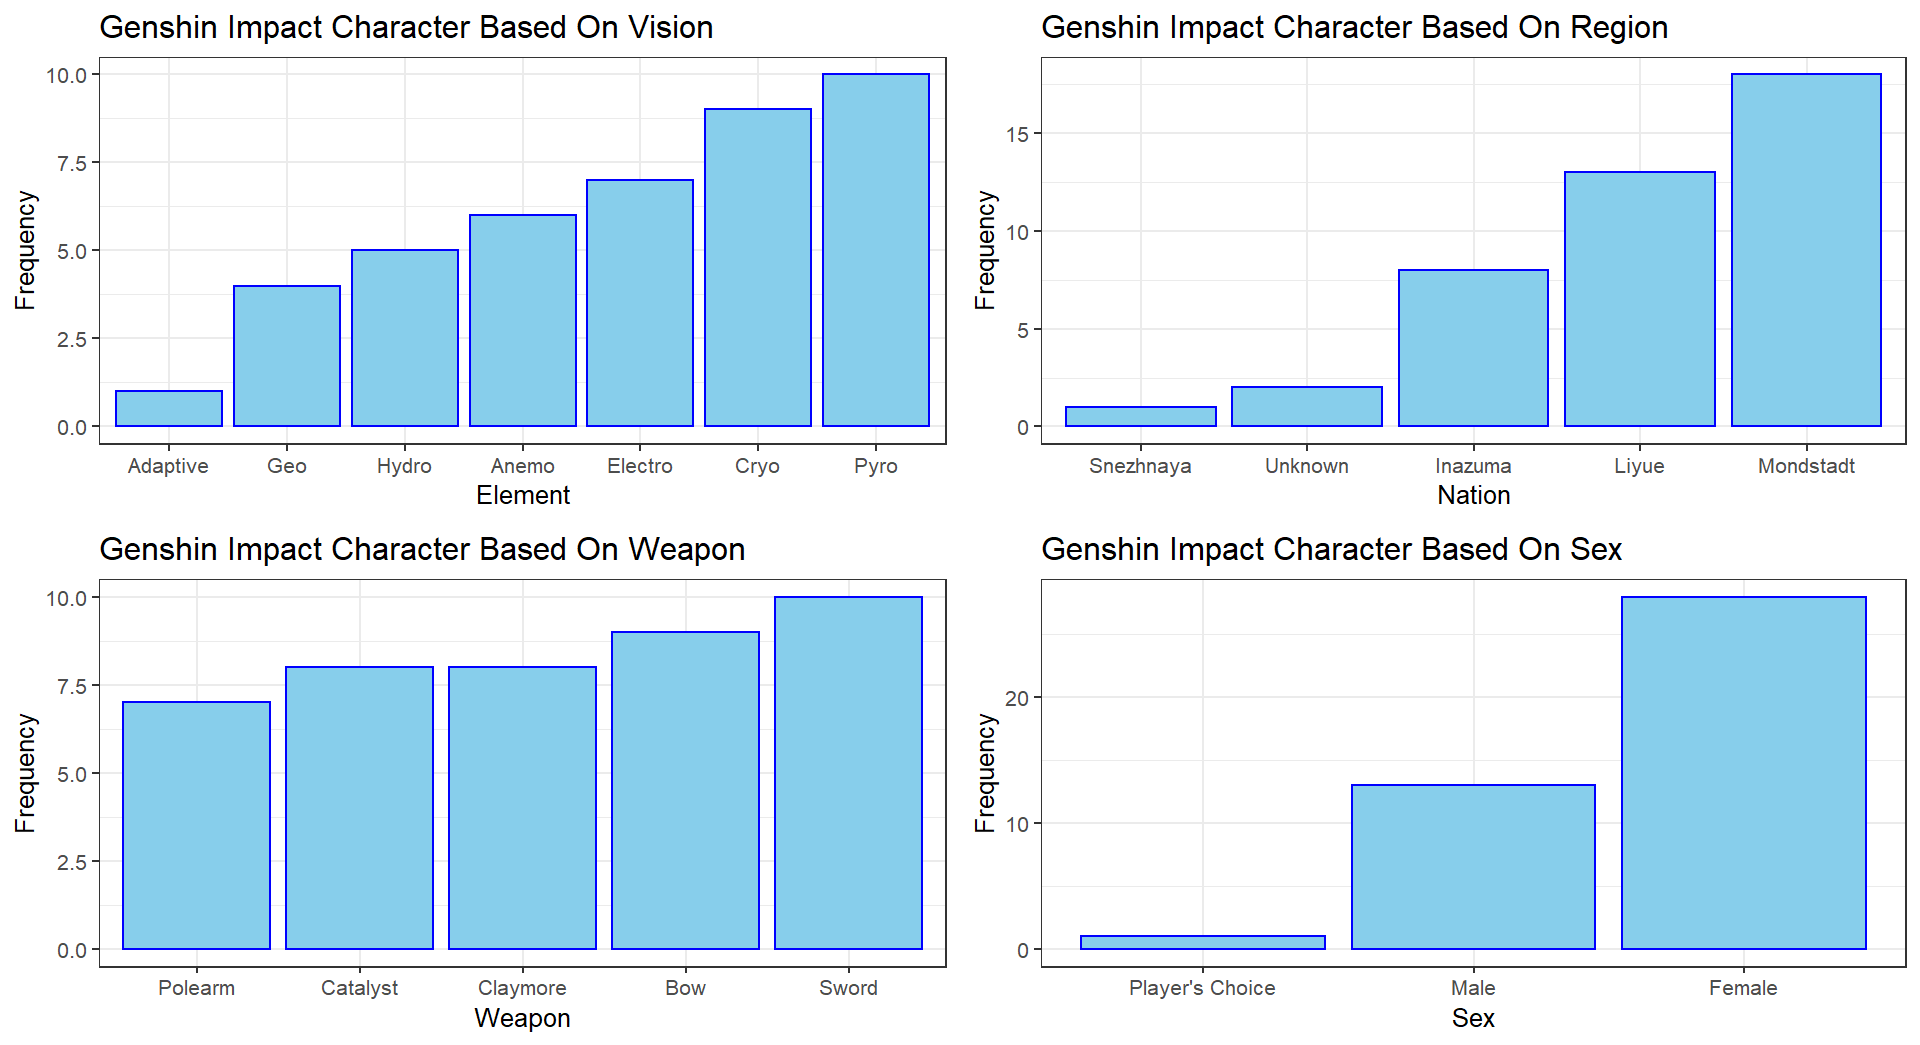 Genshin Impact Character Based On Vision
10.0
7.5
5.0
2.5
0.0
Frequency
Adaptive Geo Hydro Anemo Electro Cryo Pyro
Element
Genshin Impact Character Based On Region
15
10
5
0
Frequency
Snezhnaya Unknown Inazuma Liyue Mondstadt
Nation
Genshin Impact Character Based On Weapon
10.0
7.5
5.0
2.5
0.0
Frequency
Polearm Catalyst Claymore Bow Sword
Weapon
Genshin Impact Character Based On Sex
20
10
0
Frequency
Player's Choice Male Female
Sex